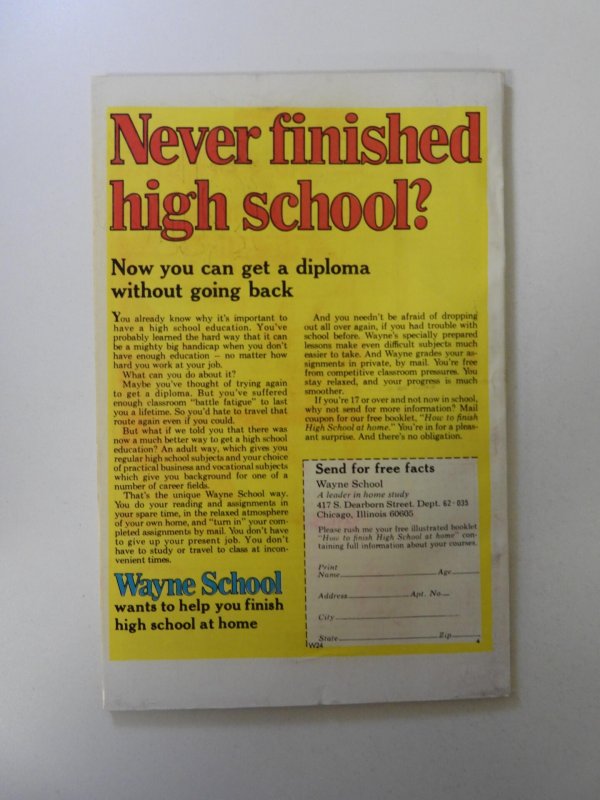 Never finished
high school?
Now you can get a diploma
without going back
You already know why it's important to
have a high school education. You've
probably learned the hard way that it can
be a mighty big handicap when you don't
have enough education – no matter how
hard you work at your job.
What can you do about it?
Maybe you've thought of trying again
to get a diploma. But you've suffered
enough classroom "battle fatigue" to last
you a lifetime. So you'd hate to travel that
route again even if you could.
But what if we told you that there was
now a much better way to get a high school
education? An adult way, which gives you
regular high school subjects and your choice
of practical business and vocational subjects
which give you background for one of a
number of career fields.
That's the unique Wayne School way.
You do your reading and assignments in
your spare time, in the relaxed atmosphere
of your own home, and "turn in" your com-
pleted assignments by mail. You don't have
to give up your present job. You don't
have to study or travel to class at incon-
venient times.
Wayne School
wants to help you finish
high school at home
And you needn't be afraid of dropping
out all over again, if you had trouble with
school before. Wayne's specially prepared
lessons make even difficult subjects much
easier to take. And Wayne grades your as-
signments in private, by mail. You're free
from competitive classroom pressures. You
stay relaxed, and your progress is much
smoother.
If you're 17 or over and not now in school,
why not send for more information? Mail
coupon for our free booklet, "How to finish
High School at home." You're in for a pleas-
ant surprise. And there's no obligation.
Send for free facts
Wayne School
A leader in home study
417 S. Dearborn Street. Dept. 62-035
Chicago, Illinois 60605
Please rush me your free illustrated booklet
"How to finish High School at home" con-
taining full information about your courses.
Print
Name Age
Address Apt. No.
City
State Zip
W24 4